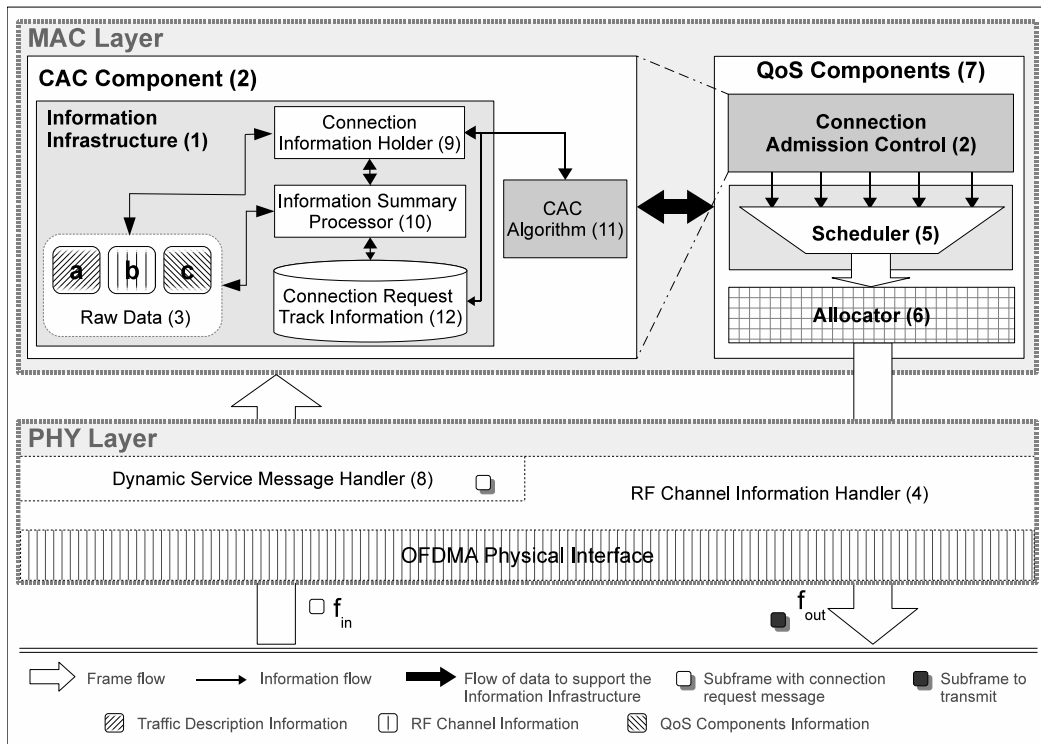 MAC Layer
CAC Component (2)
Information
Infrastructure (1)
Connection
Information Holder (9)
Information Summary
Processor (10)
CAC
Algorithm (11)
a b c
Raw Data (3)
Connection Request
Track Information (12)
QoS Components (7)
Connection
Admission Control (2)
Scheduler (5)
Allocator (6)
PHY Layer
Dynamic Service Message Handler (8)
RF Channel Information Handler (4)
OFDMA Physical Interface
f in
f out
Frame flow
Information flow
Flow of data to support the
Information Infrastructure
Subframe with connection
request message
Subframe to
transmit
Traffic Description Information
RF Channel Information
QoS Components Information